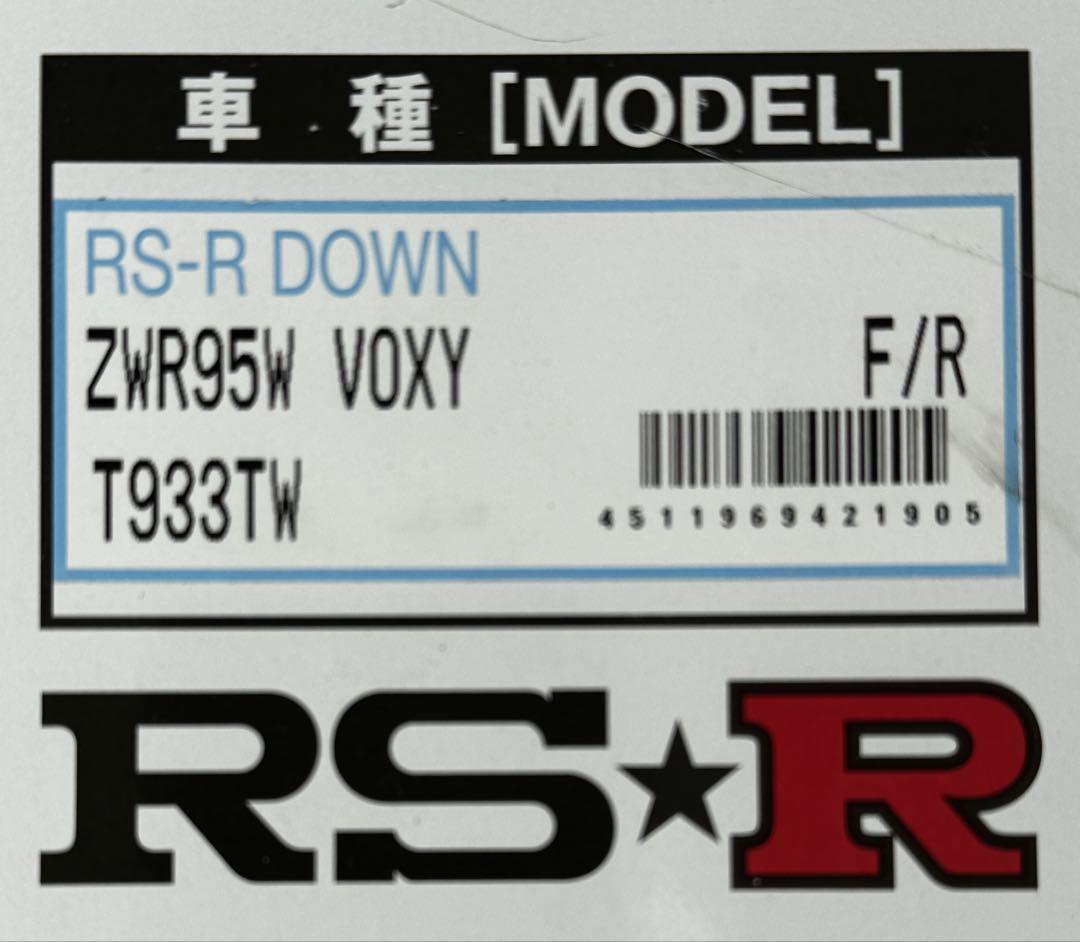 車種 [MODEL]
RS-R DOWN
ZWR95W VOXY F/R
T933TW
4511969421905
RS★R